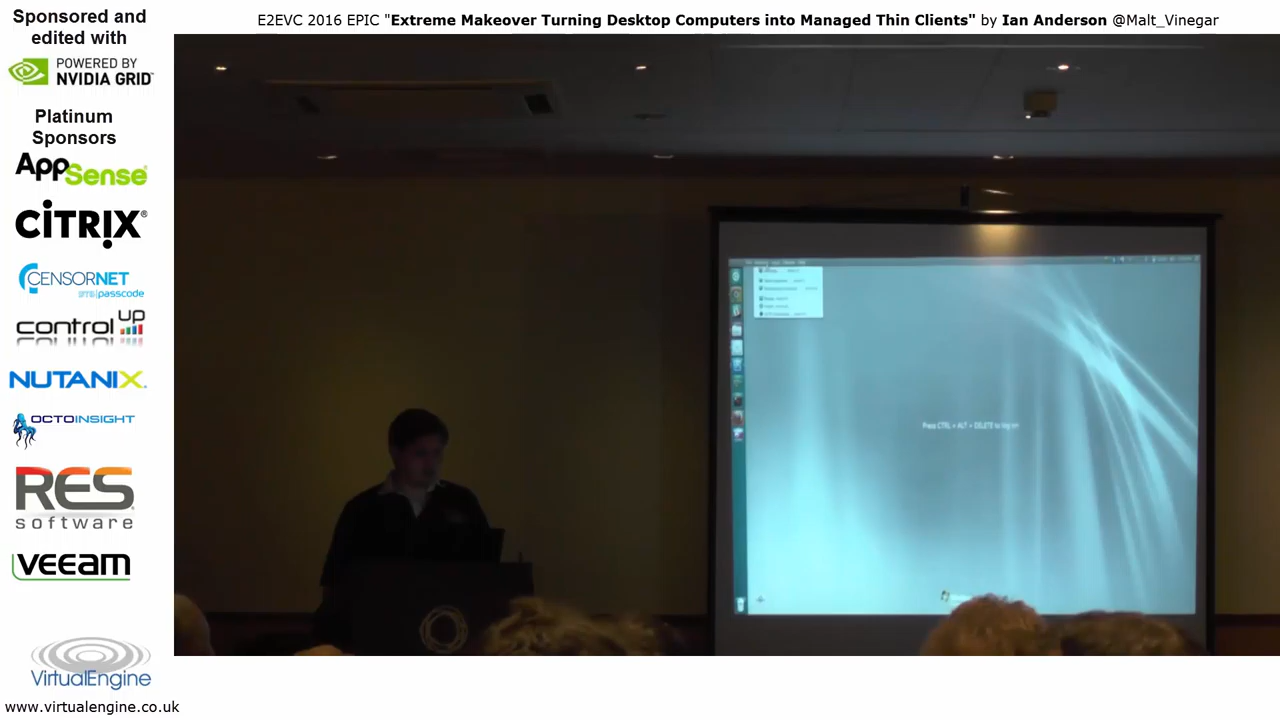 E2EVC 2016 EPIC "Extreme Makeover Turning Desktop Computers into Managed Thin Clients" by Ian Anderson @Malt_Vinegar
Sponsored and
edited with
POWERED BY
NVIDIA GRID
Platinum
Sponsors
AppSense
CITRIX
CENSORNET
SMS|passcode
control up
NUTANIX
OCTOINSIGHT
RES
software
veeam
VirtualEngine
www.virtualengine.co.uk
Press CTRL + ALT + DELETE to log on